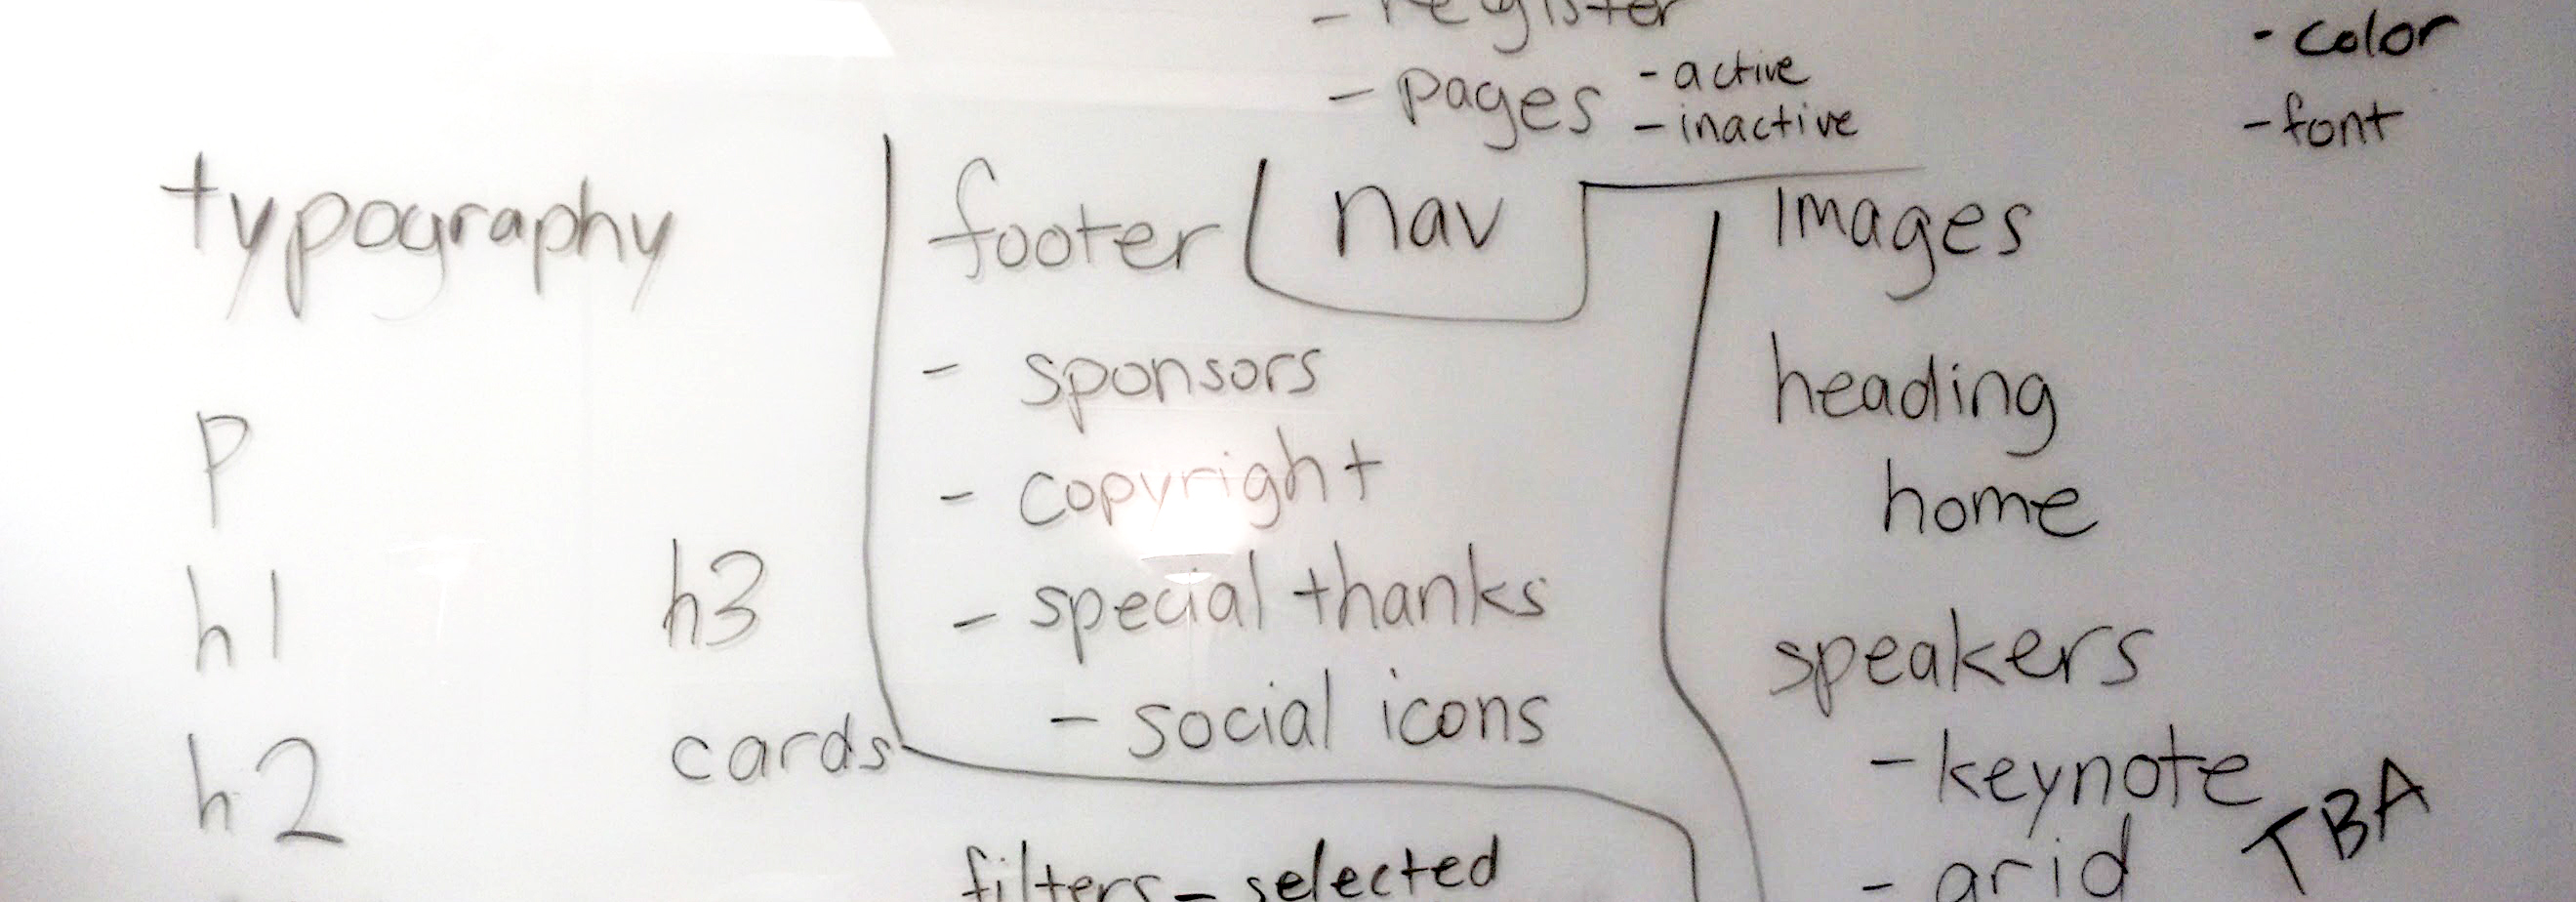 - register
- pages - active
- inactive
- color
- font
typography
p
h1
h2
h3
cards
footer
- sponsors
- copyright
- special thanks
- social icons
nav
Images
heading
home
speakers
- keynote
- grid
TBA
filters - selected